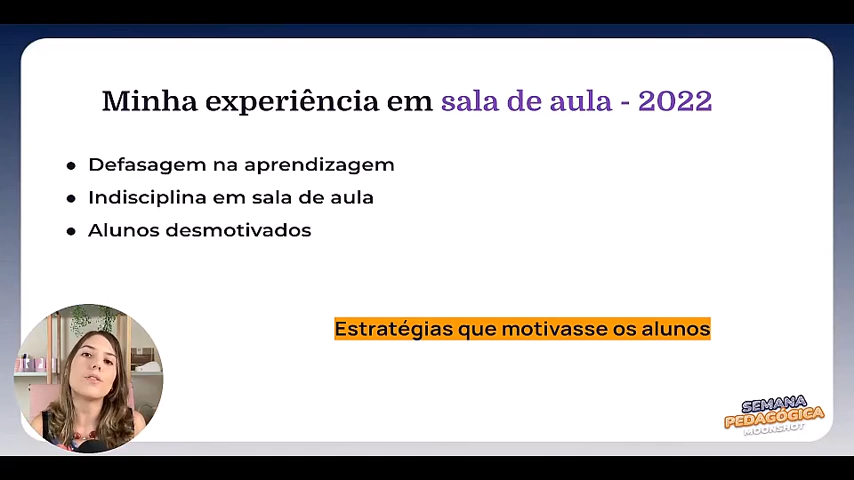 Minha experiência em sala de aula - 2022
● Defasagem na aprendizagem
● Indisciplina em sala de aula
● Alunos desmotivados
Estratégias que motivasse os alunos
SEMANA
PEDAGÓGICA
MOONSHOT